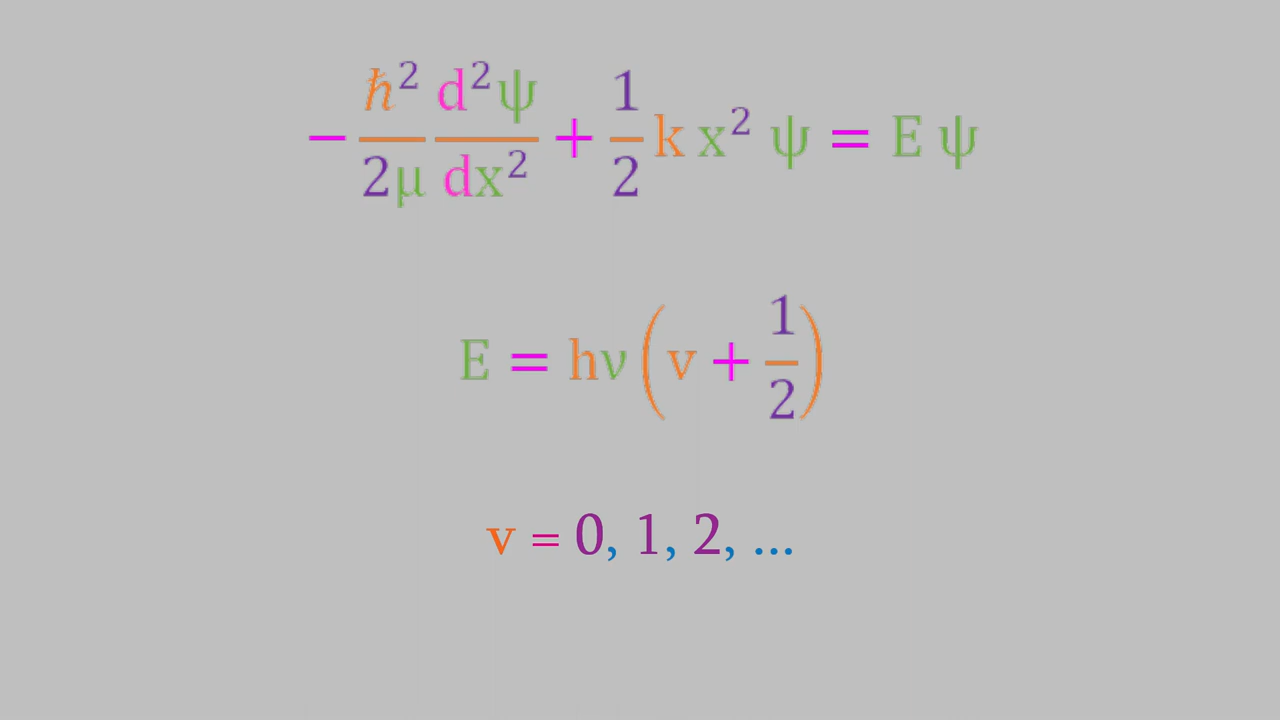 − ℏ²/2μ d²ψ/dx² + 1/2 k x² ψ = E ψ
E = hν (v + 1/2)
v = 0, 1, 2, ...